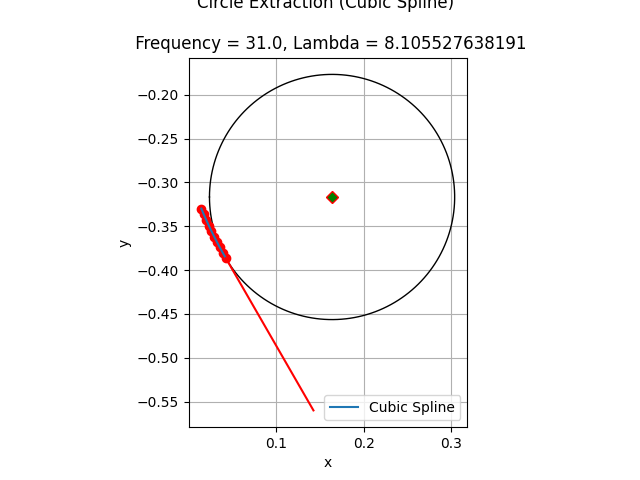 Circle Extraction (Cubic Spline)
Frequency = 31.0, Lambda = 8.105527638191
−0.20
−0.25
−0.30
−0.35
−0.40
−0.45
−0.50
−0.55
y
Cubic Spline
0.1 0.2 0.3
x